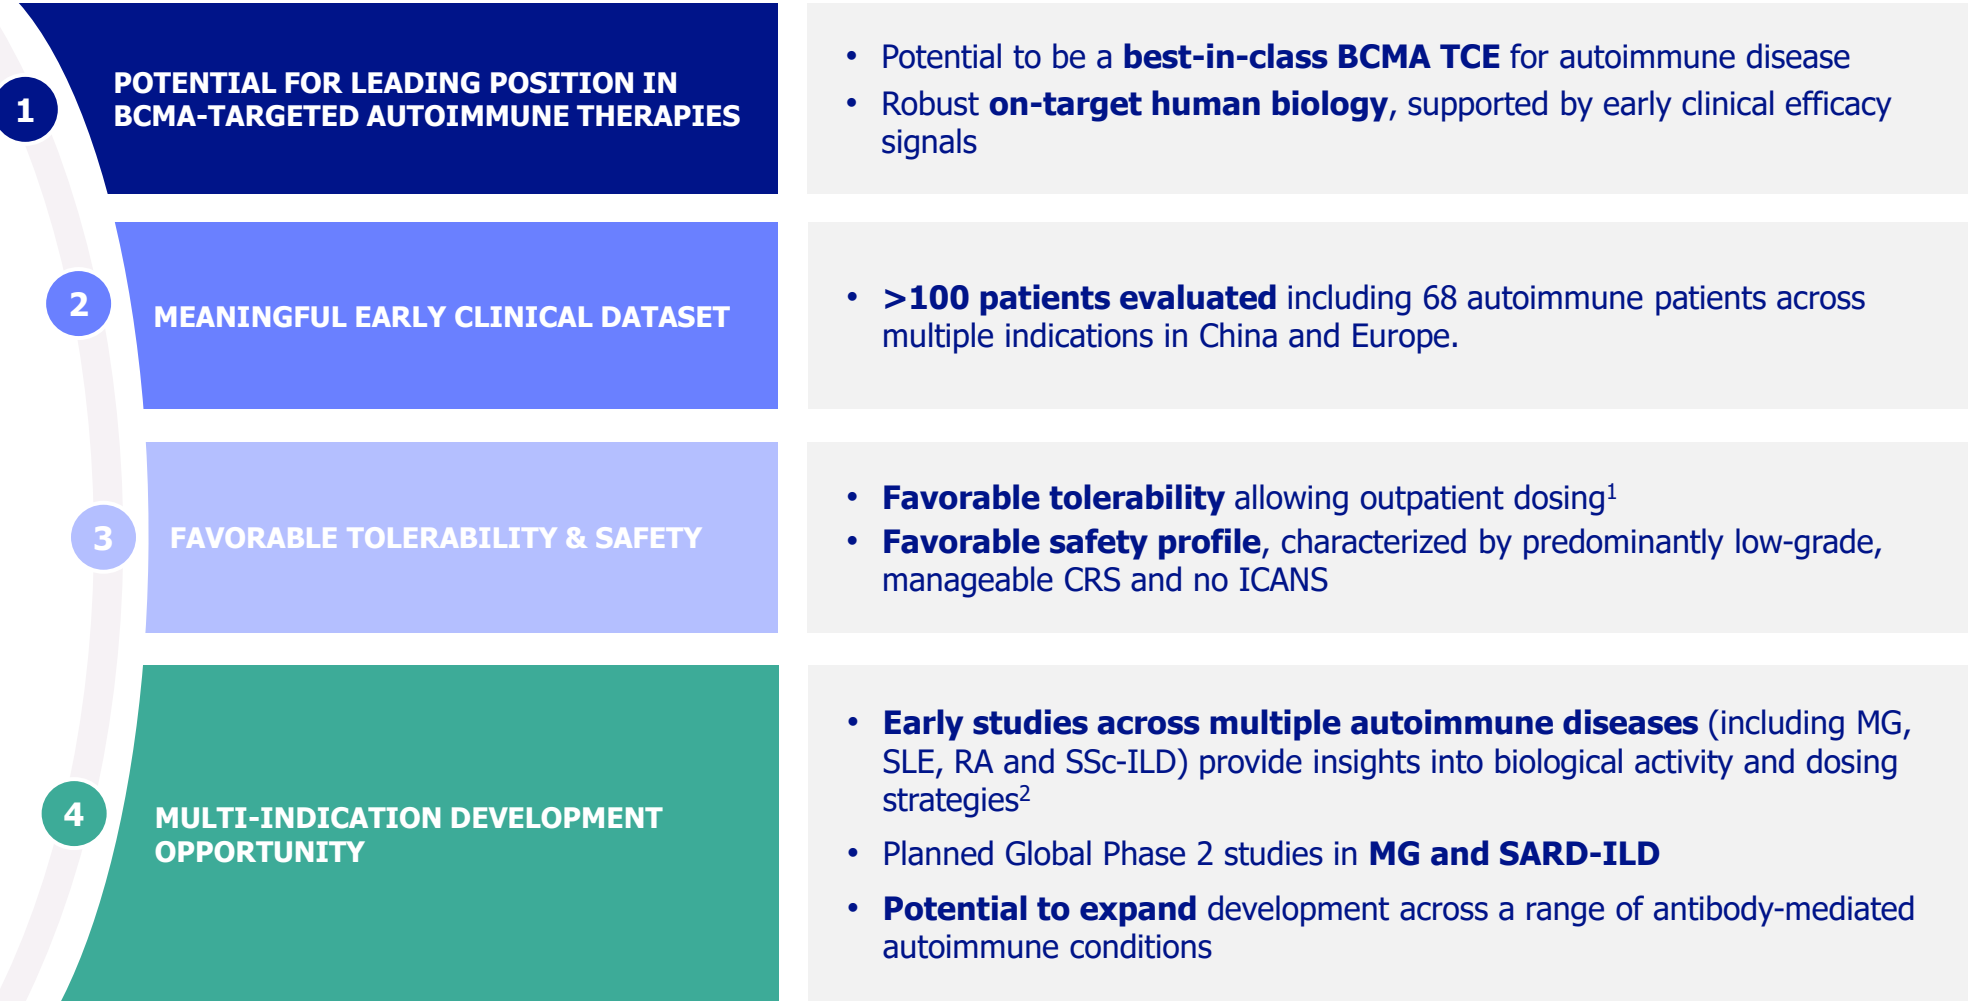 1
POTENTIAL FOR LEADING POSITION IN
BCMA-TARGETED AUTOIMMUNE THERAPIES
• Potential to be a best-in-class BCMA TCE for autoimmune disease
• Robust on-target human biology, supported by early clinical efficacy
signals
2
MEANINGFUL EARLY CLINICAL DATASET
• >100 patients evaluated including 68 autoimmune patients across
multiple indications in China and Europe.
3
FAVORABLE TOLERABILITY & SAFETY
• Favorable tolerability allowing outpatient dosing¹
• Favorable safety profile, characterized by predominantly low-grade,
manageable CRS and no ICANS
4
MULTI-INDICATION DEVELOPMENT
OPPORTUNITY
• Early studies across multiple autoimmune diseases (including MG,
SLE, RA and SSc-ILD) provide insights into biological activity and dosing
strategies²
• Planned Global Phase 2 studies in MG and SARD-ILD
• Potential to expand development across a range of antibody-mediated
autoimmune conditions